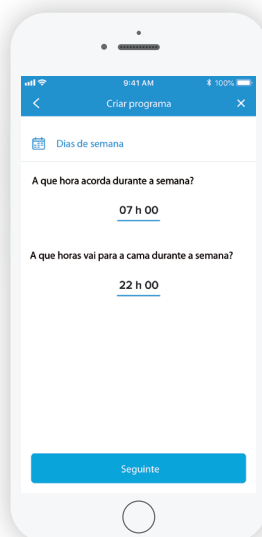 9:41 AM 100%
Criar programa
Dias de semana
A que hora acorda durante a semana?
07 h 00
A que horas vai para a cama durante a semana?
22 h 00
Seguinte